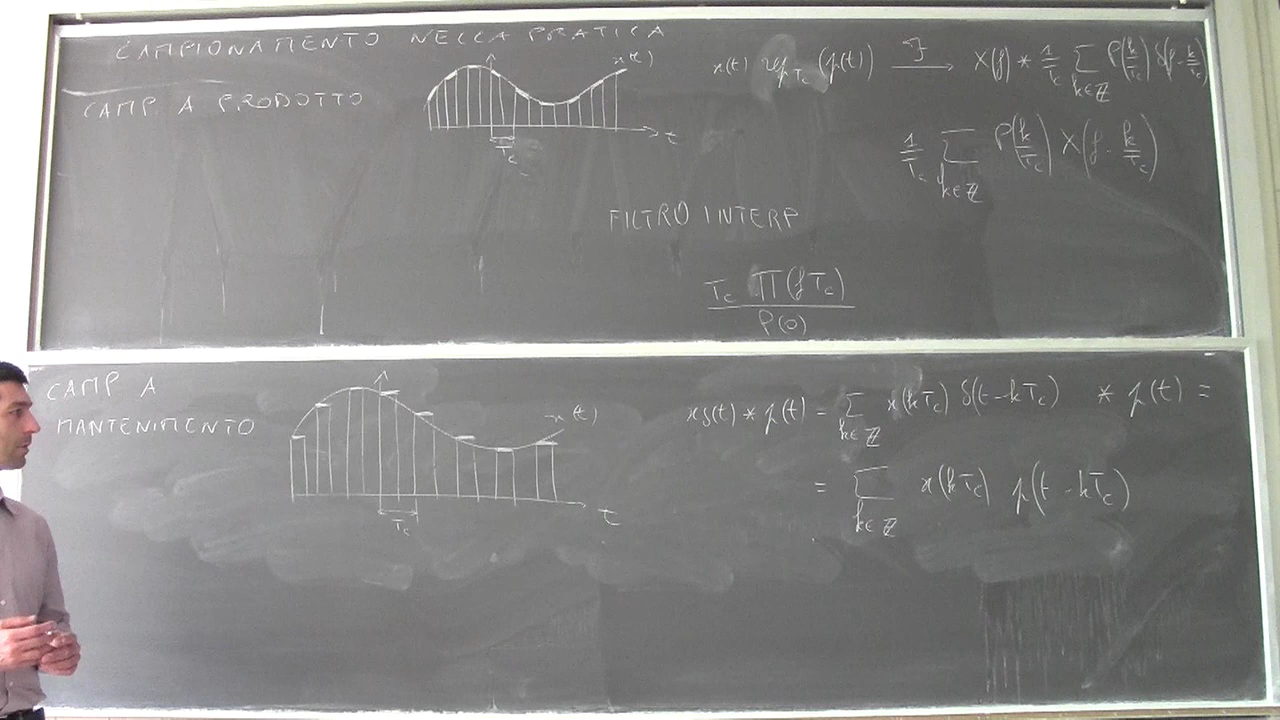 CAMPIONAMENTO NELLA PRATICA
CAMP. A PRODOTTO
x(t)
t
T_c
x(t) rep_{T_c} (p(t)) ℱ→ X(f) * 1/T_c ∑_{k∈ℤ} P(k/T_c) δ(f - k/T_c)
1/T_c ∑_{k∈ℤ} P(k/T_c) X(f - k/T_c)
FILTRO INTERP
T_c Π(f T_c)
P(0)
CAMP A
MANTENIMENTO
x(t)
t
T_c
x_δ(t) * p(t) = ∑_{k∈ℤ} x(kT_c) δ(t - kT_c) * p(t) =
= ∑_{k∈ℤ} x(kT_c) p(t - kT_c)